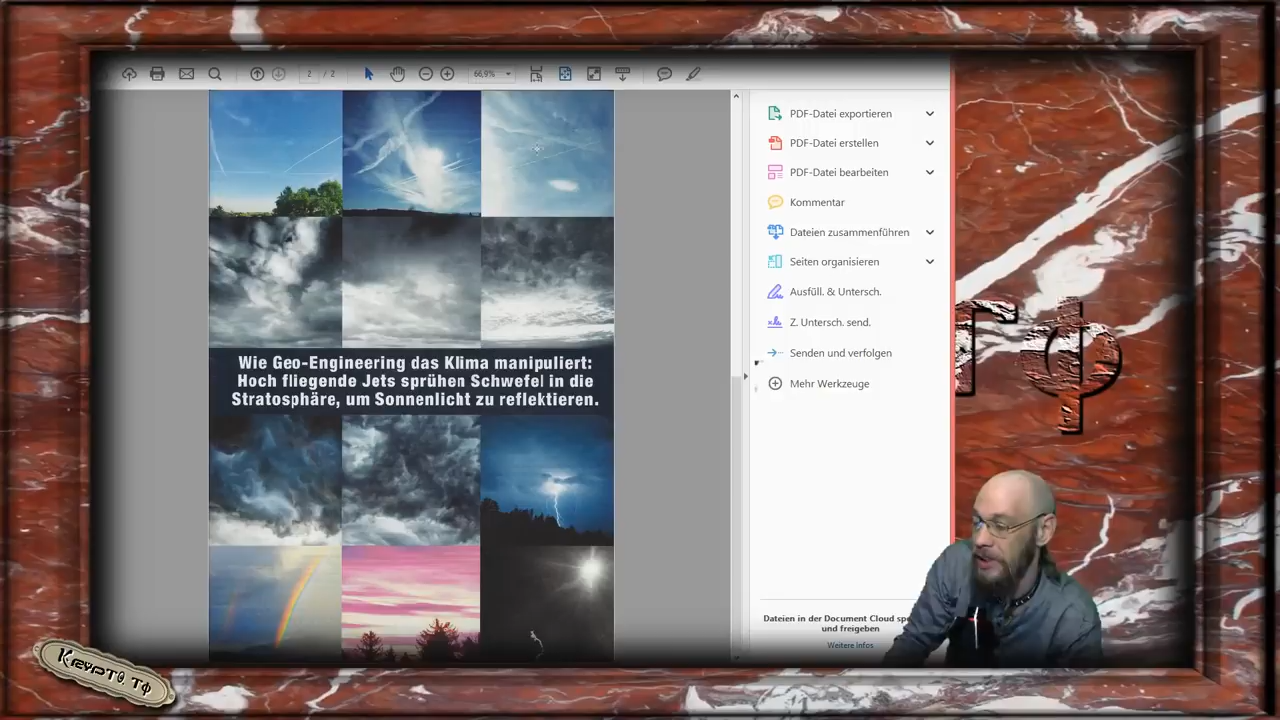 2 / 2
66,9%
PDF-Datei exportieren
PDF-Datei erstellen
PDF-Datei bearbeiten
Kommentar
Dateien zusammenführen
Seiten organisieren
Ausfüll. & Untersch.
Z. Untersch. send.
Senden und verfolgen
Mehr Werkzeuge
Wie Geo-Engineering das Klima manipuliert:
Hoch fliegende Jets sprühen Schwefel in die
Stratosphäre, um Sonnenlicht zu reflektieren.
Dateien in der Document Cloud
und freigeben
Weitere Infos
Τφ
Krypto Τφ